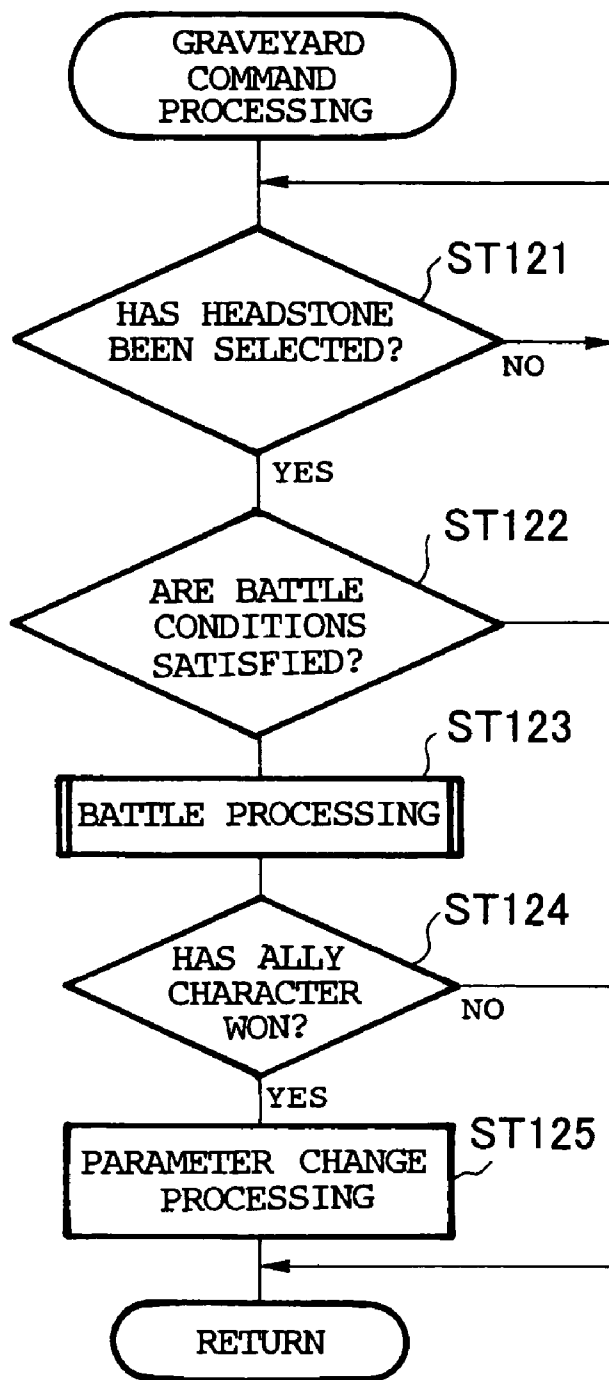 GRAVEYARD
COMMAND
PROCESSING
ST121
HAS HEADSTONE
BEEN SELECTED?
NO
YES
ST122
ARE BATTLE
CONDITIONS
SATISFIED?
ST123
BATTLE PROCESSING
ST124
HAS ALLY
CHARACTER
WON?
NO
YES
ST125
PARAMETER CHANGE
PROCESSING
RETURN